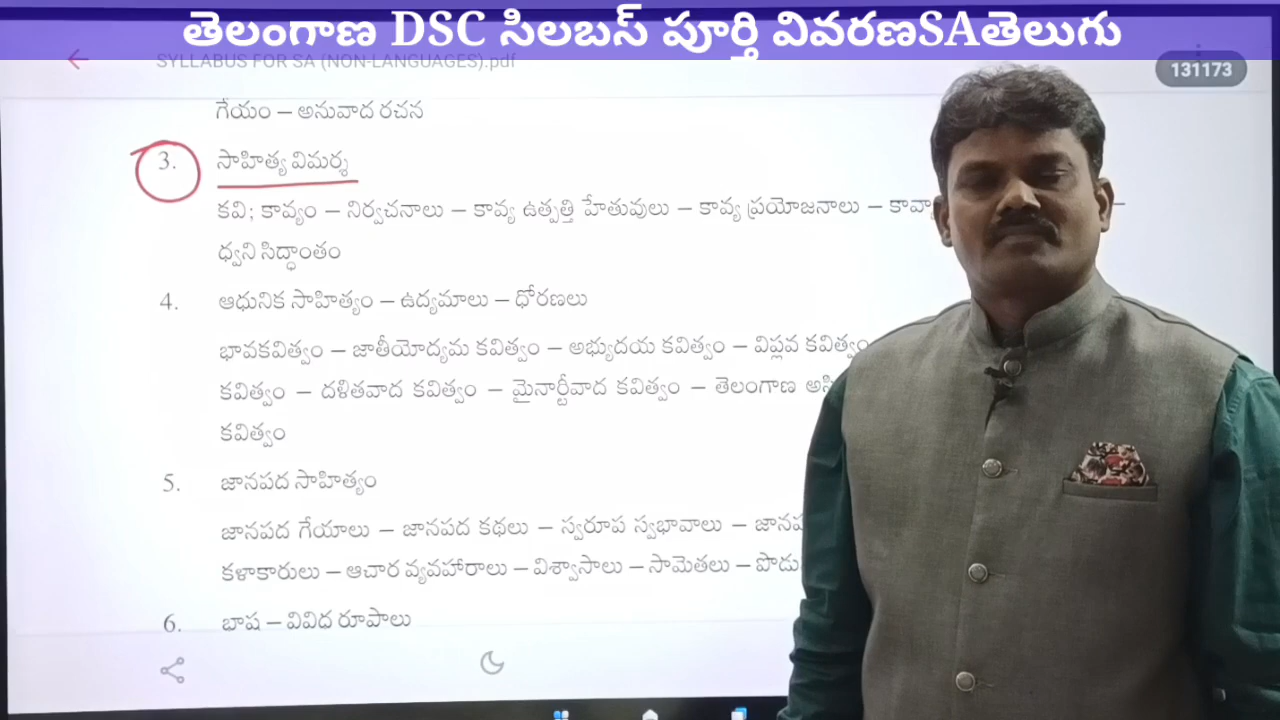 తెలంగాణ DSC సిలబస్ పూర్తి వివరణSAతెలుగు
SYLLABUS FOR SA (NON-LANGUAGES).pdf
131173
గేయం – అనువాద రచన
3. సాహిత్య విమర్శ
కవి; కావ్యం – నిర్వచనాలు – కావ్య ఉత్పత్తి హేతువులు – కావ్య ప్రయోజనాలు – –
ధ్వని సిద్ధాంతం
4. ఆధునిక సాహిత్యం – ఉద్యమాలు – ధోరణలు
భావకవిత్వం – జాతీయోద్యమ కవిత్వం – అభ్యుదయ కవిత్వం – విప్లవ కవిత్వం
కవిత్వం – దళితవాద కవిత్వం – మైనార్టీవాద కవిత్వం – తెలంగాణ
కవిత్వం
5. జానపద సాహిత్యం
జానపద గేయాలు – జానపద కథలు – స్వరూప స్వభావాలు –
కళాకారులు – ఆచార వ్యవహారాలు – విశ్వాసాలు – సామెతలు –
6. బాష – వివిధ రూపాలు